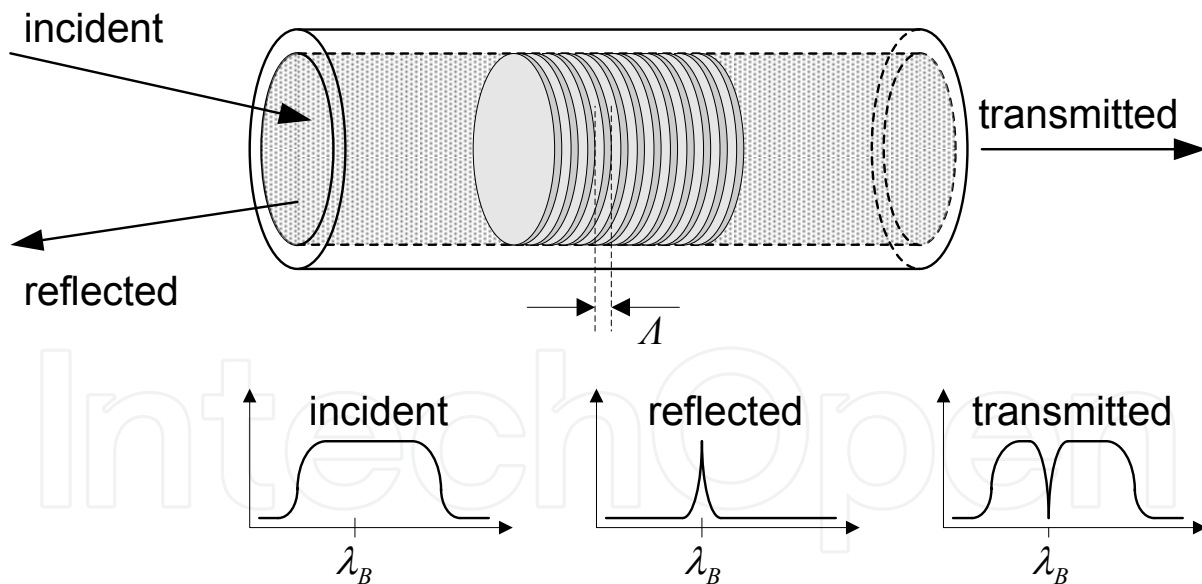 incident
transmitted
reflected
Λ
IntechOpen
incident
reflected
transmitted
λB
λB
λB